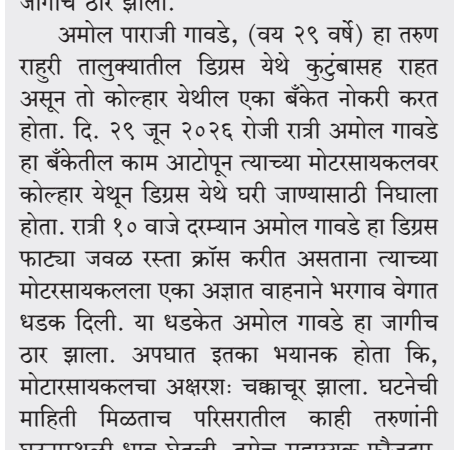 जागीच ठार झाला.
अमोल पाराजी गावडे, (वय २९ वर्षे) हा तरुण
राहुरी तालुक्यातील डिग्रस येथे कुटुंबासह राहत
असून तो कोल्हार येथील एका बँकेत नोकरी करत
होता. दि. २९ जून २०२६ रोजी रात्री अमोल गावडे
हा बँकेतील काम आटोपून त्याच्या मोटरसायकलवर
कोल्हार येथून डिग्रस येथे घरी जाण्यासाठी निघाला
होता. रात्री १० वाजे दरम्यान अमोल गावडे हा डिग्रस
फाट्या जवळ रस्ता क्रॉस करीत असताना त्याच्या
मोटरसायकलला एका अज्ञात वाहनाने भरगाव वेगात
धडक दिली. या धडकेत अमोल गावडे हा जागीच
ठार झाला. अपघात इतका भयानक होता कि,
मोटारसायकलचा अक्षरशः चक्काचूर झाला. घटनेची
माहिती मिळताच परिसरातील काही तरुणांनी